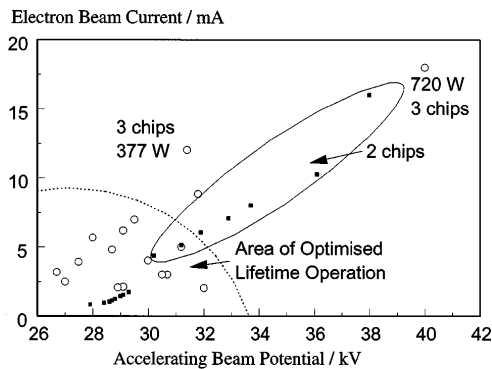 Electron Beam Current / mA
20
15
10
5
0
720 W
3 chips
3 chips
377 W
2 chips
Area of Optimised
Lifetime Operation
26 28 30 32 34 36 38 40 42
Accelerating Beam Potential / kV